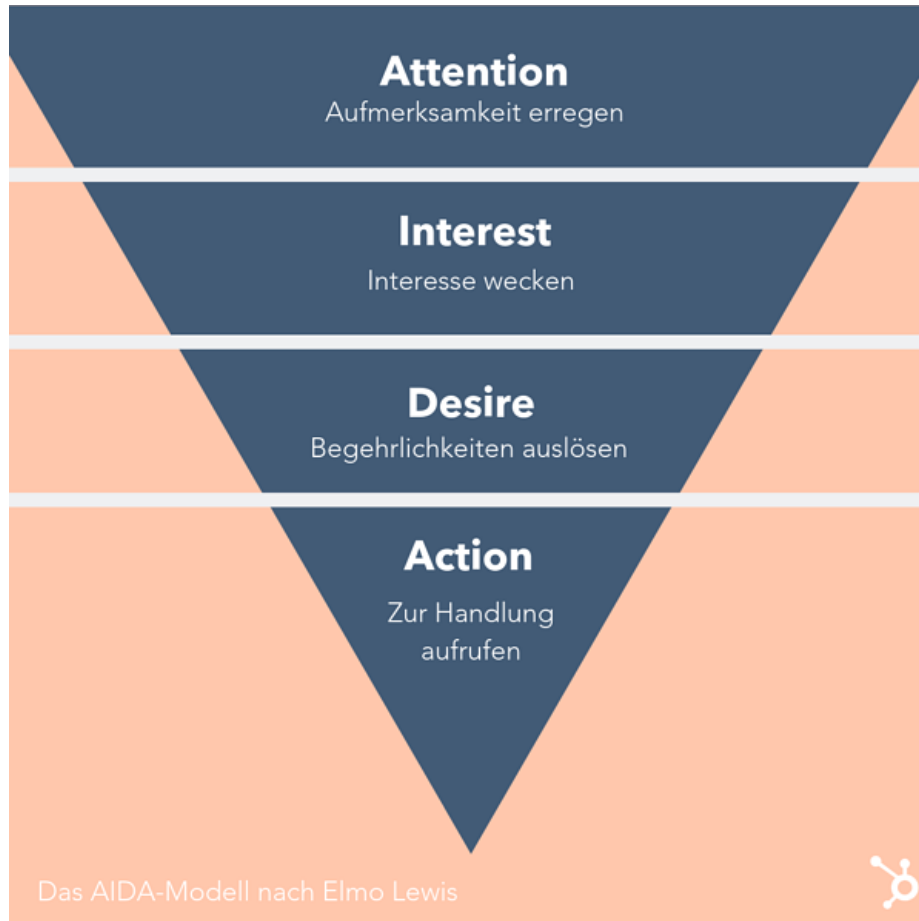 Attention
Aufmerksamkeit erregen
Interest
Interesse wecken
Desire
Begehrlichkeiten auslösen
Action
Zur Handlung
aufrufen
Das AIDA-Modell nach Elmo Lewis